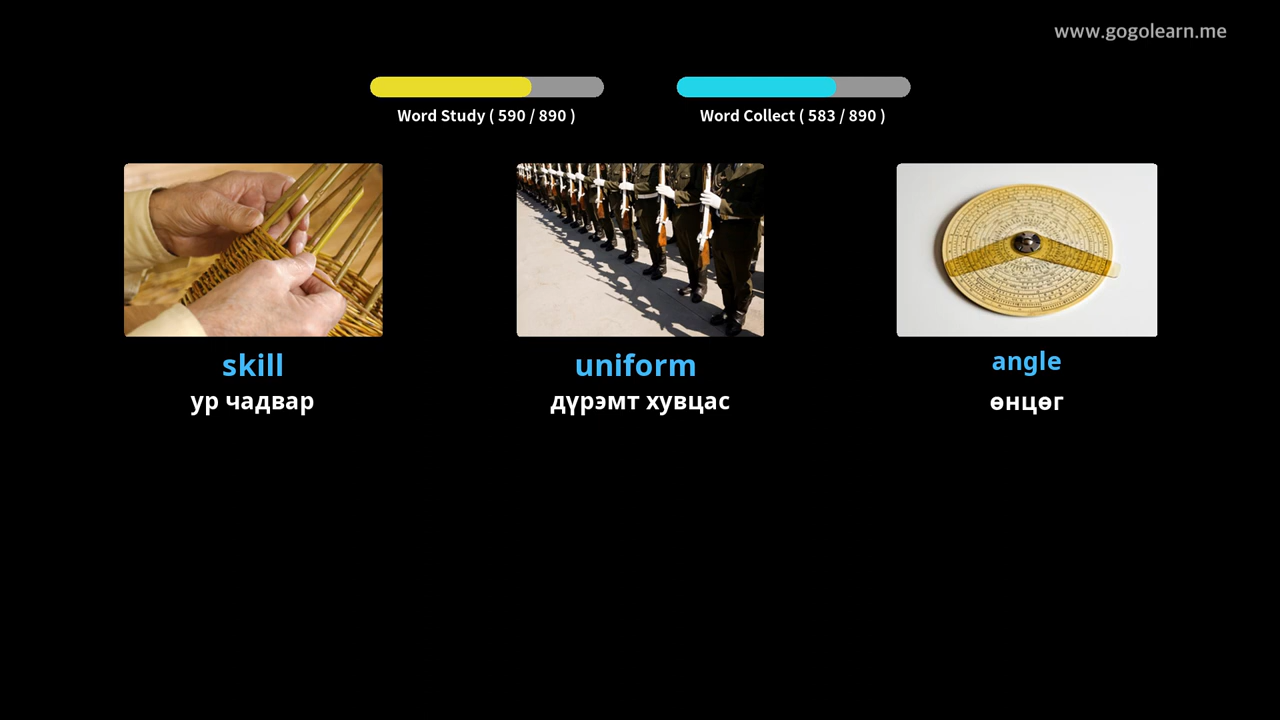 www.gogolearn.me
Word Study ( 590 / 890 )
Word Collect ( 583 / 890 )
skill
ур чадвар
uniform
дүрэмт хувцас
angle
өнцөг